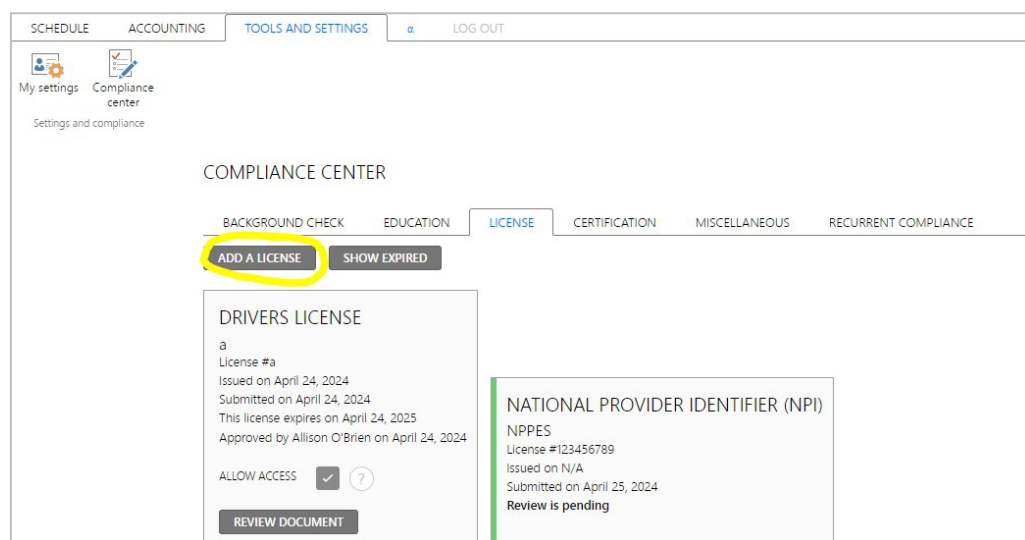 SCHEDULE ACCOUNTING TOOLS AND SETTINGS α LOG OUT
My settings Compliance center
Settings and compliance
COMPLIANCE CENTER
BACKGROUND CHECK EDUCATION LICENSE CERTIFICATION MISCELLANEOUS RECURRENT COMPLIANCE
ADD A LICENSE SHOW EXPIRED
DRIVERS LICENSE
a
License #a
Issued on April 24, 2024
Submitted on April 24, 2024
This license expires on April 24, 2025
Approved by Allison O'Brien on April 24, 2024
ALLOW ACCESS ?
REVIEW DOCUMENT
NATIONAL PROVIDER IDENTIFIER (NPI)
NPPES
License #123456789
Issued on N/A
Submitted on April 25, 2024
Review is pending